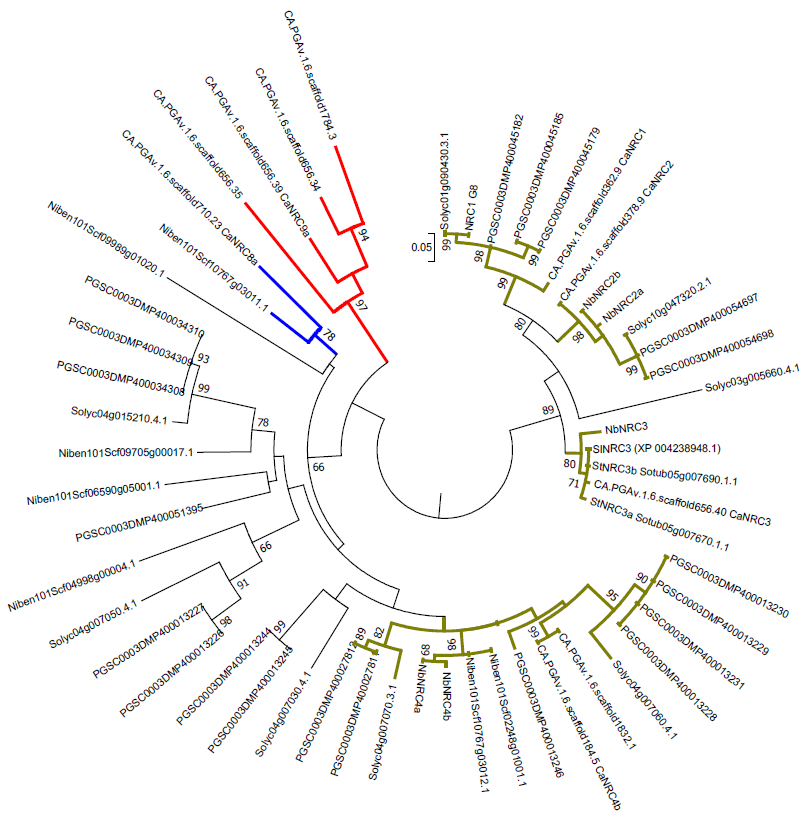 CA.PGAv.1.6.scaffold1784.3
CA.PGAv.1.6.scaffold656.34
CA.PGAv.1.6.scaffold656.39 CaNRC9a
CA.PGAv.1.6.scaffold656.35
CA.PGAv.1.6.scaffold710.23 CaNRC8a
Niben101Scf10767g03011.1
Niben101Scf09989g01020.1
PGSC0003DMP400034310
PGSC0003DMP400034309
PGSC0003DMP400034308
Solyc04g015210.4.1
Niben101Scf09705g00017.1
Niben101Scf06590g05001.1
PGSC0003DMP400051395
Niben101Scf04998g00004.1
Solyc04g007050.4.1
PGSC0003DMP400013227
PGSC0003DMP400013226
PGSC0003DMP400013244
PGSC0003DMP400013245
Solyc04g007030.4.1
PGSC0003DMP400027812
PGSC0003DMP40002781
Solyc04g007070.3.1
NbNRC4a
NbNRC4b
Niben101Scf10767g03012.1
Niben101Scf02248g01001.1
PGSC0003DMP400013246
CA.PGAv.1.6.scaffold184.5 CaNRC4b
CA.PGAv.1.6.scaffold1832.1
Solyc04g007060.4.1
PGSC0003DMP400013228
PGSC0003DMP400013231
PGSC0003DMP400013229
PGSC0003DMP400013230
StNRC3a Sotub05g007670.1.1
CA.PGAv.1.6.scaffold656.40 CaNRC3
StNRC3b Sotub05g007690.1.1
SlNRC3 (XP 004238948.1)
NbNRC3
Solyc03g005660.4.1
PGSC0003DMP400054698
PGSC0003DMP400054697
Solyc10g047320.2.1
NbNRC2a
NbNRC2b
CA.PGAv.1.6.scaffold378.9 CaNRC2
CA.PGAv.1.6.scaffold362.9 CaNRC1
PGSC0003DMP400045179
PGSC0003DMP400045185
PGSC0003DMP400045182
NRC1 G8
Solyc01g090430.3.1
0.05
94
97
78
93
99
78
66
66
91
98
99
89
82
89
98
99
95
90
71
80
89
99
98
80
99
98
99
99